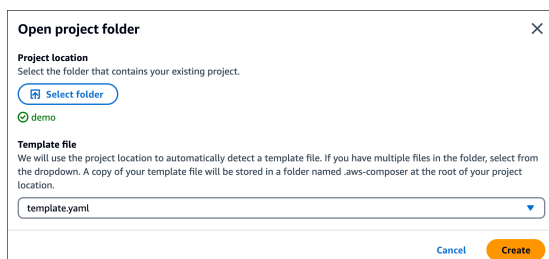 Open project folder
Project location
Select the folder that contains your existing project.
Select folder
demo
Template file
We will use the project location to automatically detect a template file. If you have multiple files in the folder, select from
the dropdown. A copy of your template file will be stored in a folder named .aws-composer at the root of your project
location.
template.yaml
Cancel
Create